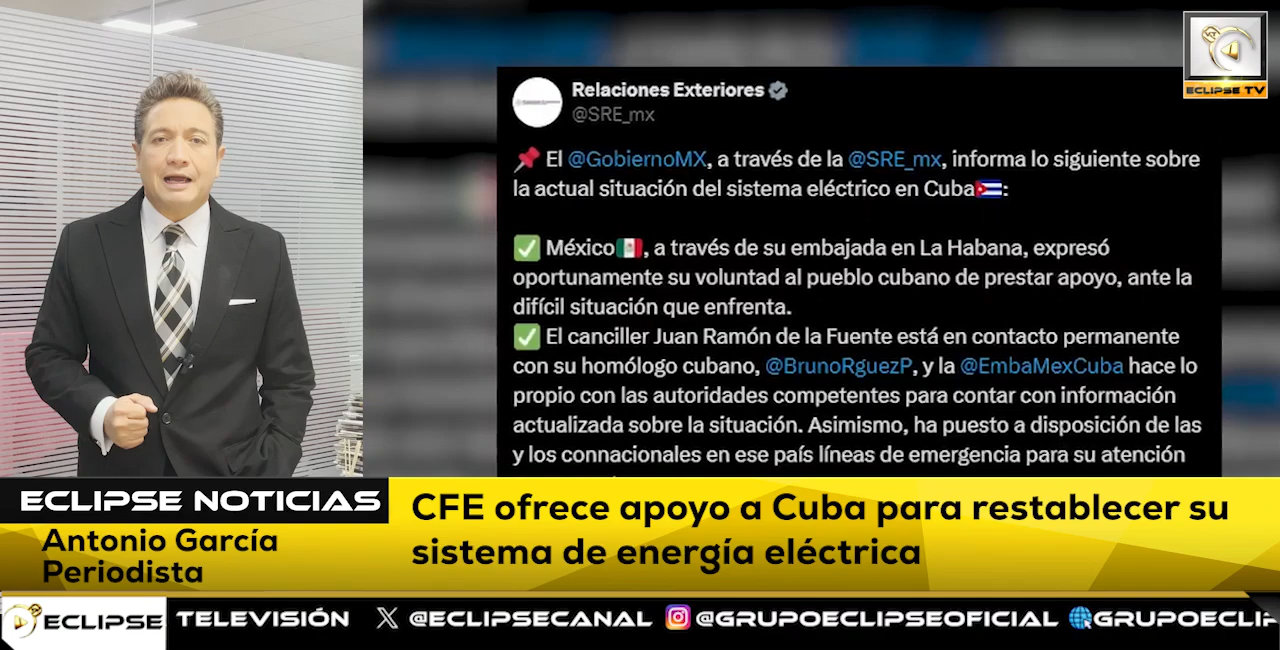 ECLIPSE TV
Relaciones Exteriores
@SRE_mx
📌 El @GobiernoMX, a través de la @SRE_mx, informa lo siguiente sobre
la actual situación del sistema eléctrico en Cuba🇨🇺:
✅ México🇲🇽, a través de su embajada en La Habana, expresó
oportunamente su voluntad al pueblo cubano de prestar apoyo, ante la
difícil situación que enfrenta.
✅ El canciller Juan Ramón de la Fuente está en contacto permanente
con su homólogo cubano, @BrunoRguezP, y la @EmbaMexCuba hace lo
propio con las autoridades competentes para contar con información
actualizada sobre la situación. Asimismo, ha puesto a disposición de las
y los connacionales en ese país líneas de emergencia para su atención
ECLIPSE NOTICIAS
Antonio García
Periodista
CFE ofrece apoyo a Cuba para restablecer su
sistema de energía eléctrica
ECLIPSE TELEVISIÓN X @ECLIPSECANAL @GRUPOECLIPSEOFICIAL GRUPOECLIP